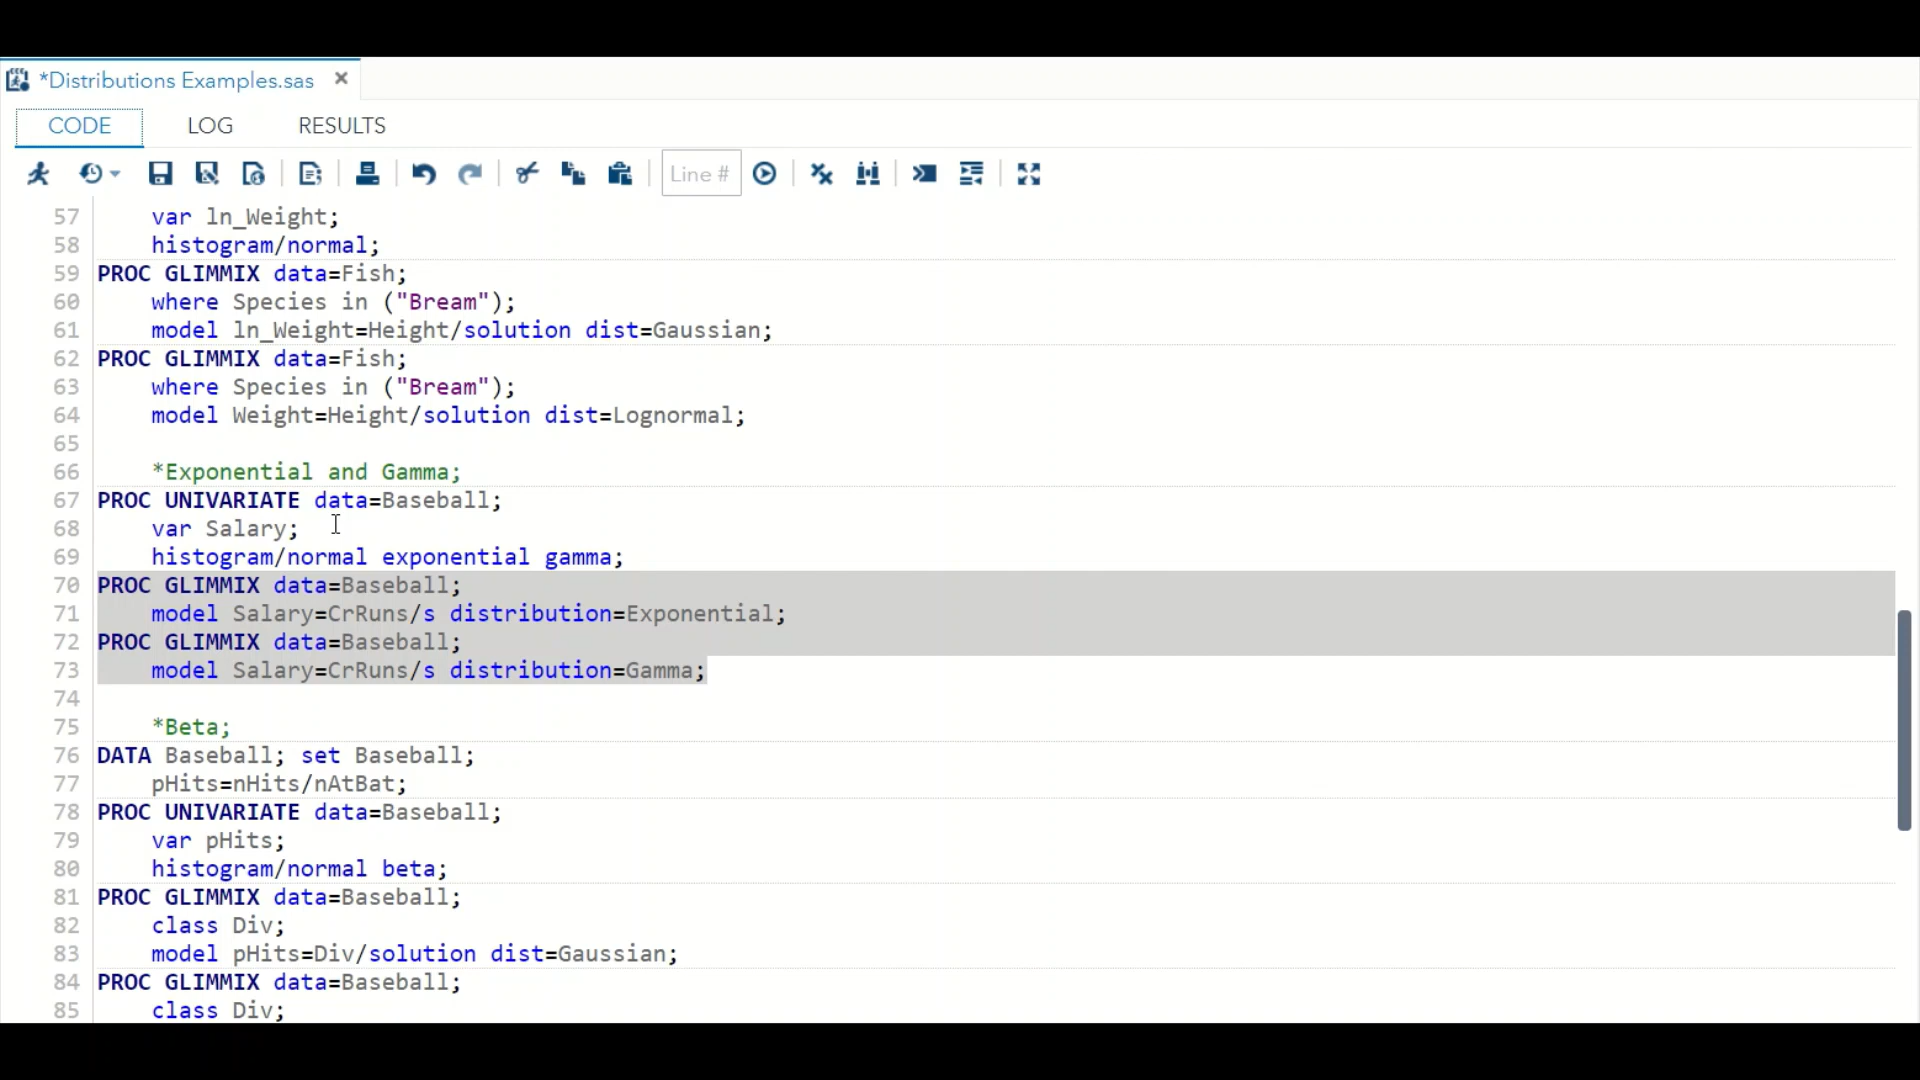 *Distributions Examples.sas ×
CODE LOG RESULTS
Line #
57 var ln_Weight;
58 histogram/normal;
59 PROC GLIMMIX data=Fish;
60 where Species in ("Bream");
61 model ln_Weight=Height/solution dist=Gaussian;
62 PROC GLIMMIX data=Fish;
63 where Species in ("Bream");
64 model Weight=Height/solution dist=Lognormal;
65
66 *Exponential and Gamma;
67 PROC UNIVARIATE data=Baseball;
68 var Salary;
69 histogram/normal exponential gamma;
70 PROC GLIMMIX data=Baseball;
71 model Salary=CrRuns/s distribution=Exponential;
72 PROC GLIMMIX data=Baseball;
73 model Salary=CrRuns/s distribution=Gamma;
74
75 *Beta;
76 DATA Baseball; set Baseball;
77 pHits=nHits/nAtBat;
78 PROC UNIVARIATE data=Baseball;
79 var pHits;
80 histogram/normal beta;
81 PROC GLIMMIX data=Baseball;
82 class Div;
83 model pHits=Div/solution dist=Gaussian;
84 PROC GLIMMIX data=Baseball;
85 class Div;